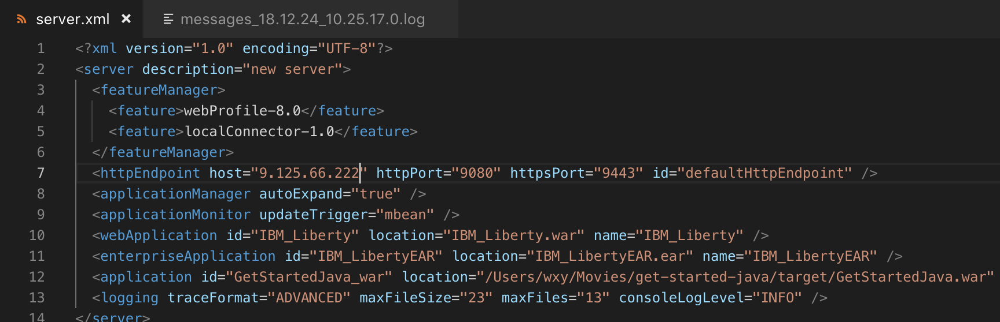 server.xml × messages_18.12.24_10.25.17.0.log
1 <?xml version="1.0" encoding="UTF-8"?>
2 <server description="new server">
3 <featureManager>
4 <feature>webProfile-8.0</feature>
5 <feature>localConnector-1.0</feature>
6 </featureManager>
7 <httpEndpoint host="9.125.66.222" httpPort="9080" httpsPort="9443" id="defaultHttpEndpoint" />
8 <applicationManager autoExpand="true" />
9 <applicationMonitor updateTrigger="mbean" />
10 <webApplication id="IBM_Liberty" location="IBM_Liberty.war" name="IBM_Liberty" />
11 <enterpriseApplication id="IBM_LibertyEAR" location="IBM_LibertyEAR.ear" name="IBM_LibertyEAR" />
12 <application id="GetStartedJava_war" location="/Users/wxy/Movies/get-started-java/target/GetStartedJava.war"
13 <logging traceFormat="ADVANCED" maxFileSize="23" maxFiles="13" consoleLogLevel="INFO" />
14 </server>